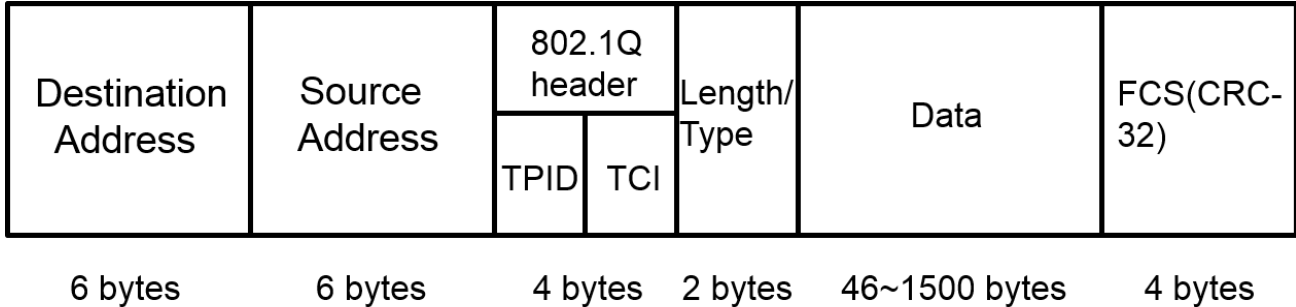 Destination
Address
Source
Address
802.1Q
header
TPID
TCI
Length/
Type
Data
FCS(CRC-
32)
6 bytes
6 bytes
4 bytes
2 bytes
46~1500 bytes
4 bytes